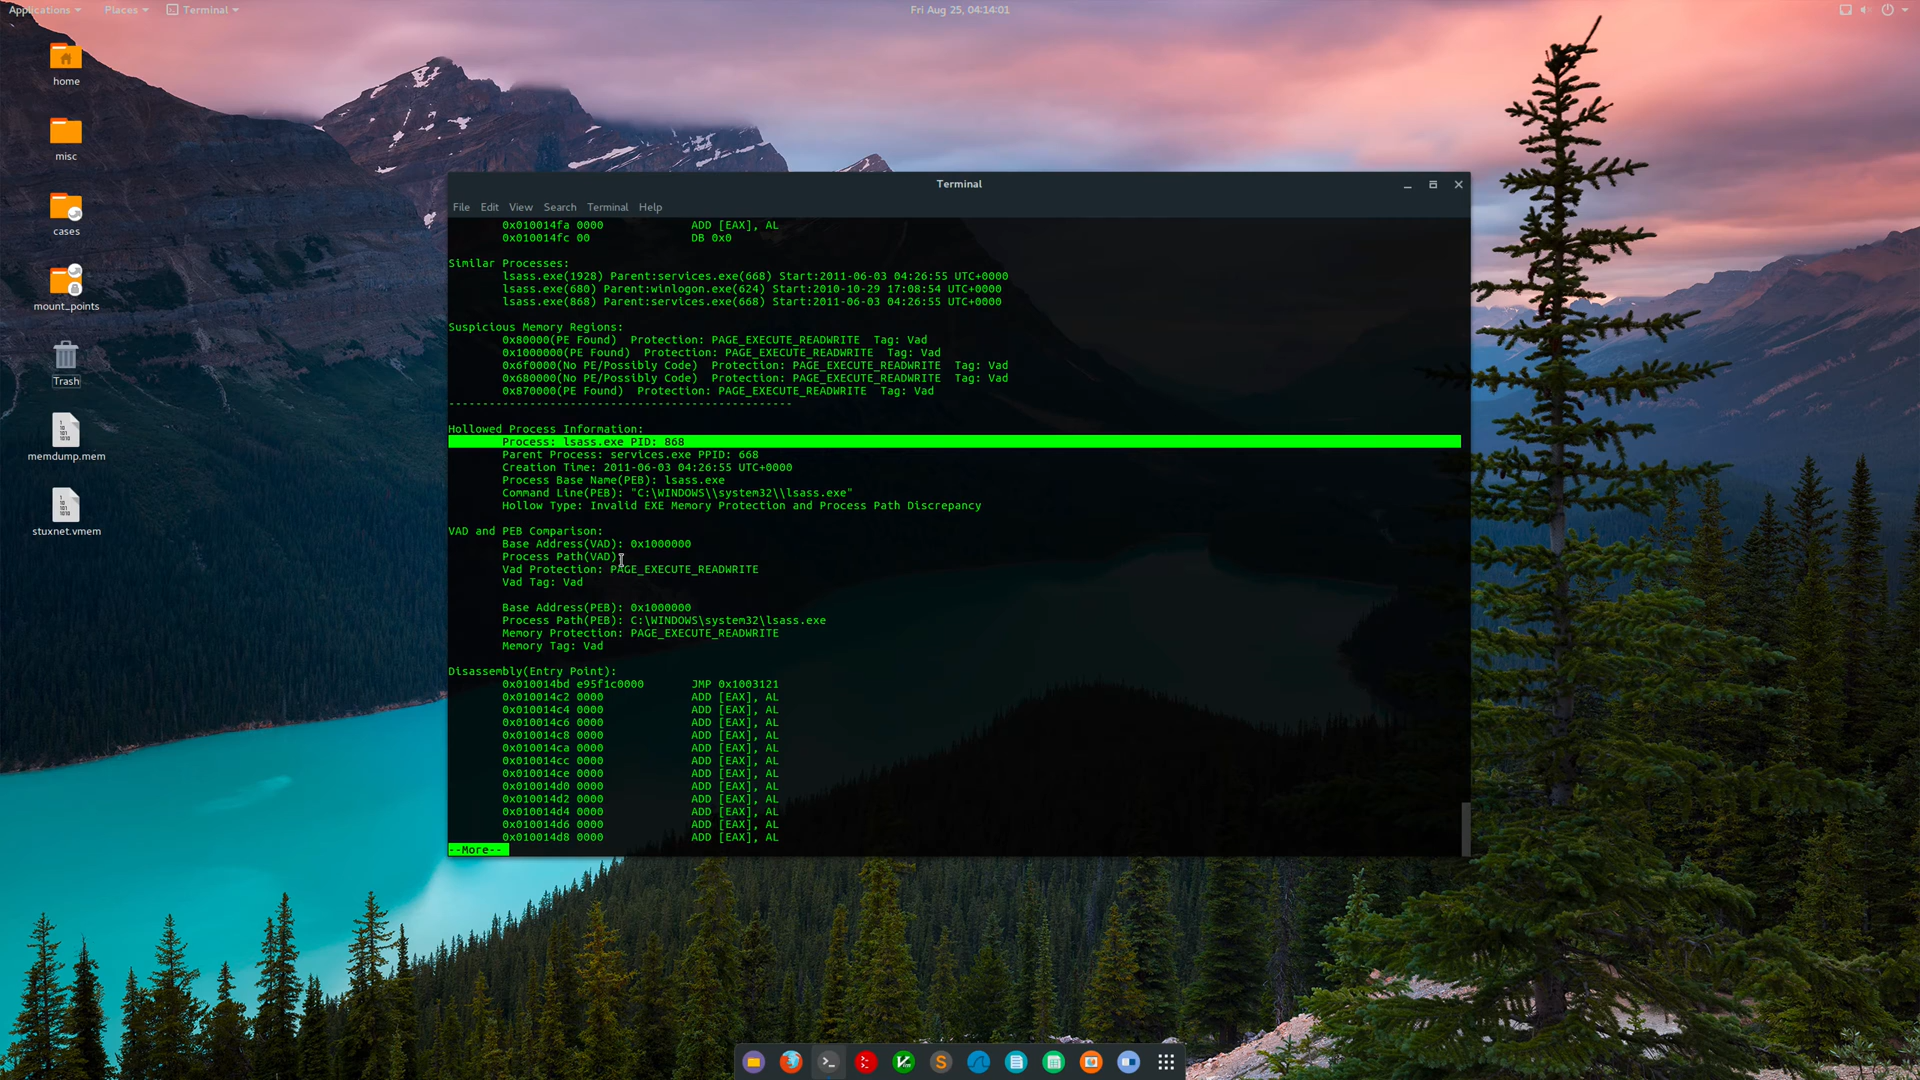 Applications Places Terminal Fri Aug 25, 04:14:01
home
misc
cases
mount_points
Trash
memdump.mem
stuxnet.vmem
Terminal
File Edit View Search Terminal Help
0x010014fa 0000 ADD [EAX], AL
0x010014fc 00 DB 0x0
Similar Processes:
lsass.exe(1928) Parent:services.exe(668) Start:2011-06-03 04:26:55 UTC+0000
lsass.exe(680) Parent:winlogon.exe(624) Start:2010-10-29 17:08:54 UTC+0000
lsass.exe(868) Parent:services.exe(668) Start:2011-06-03 04:26:55 UTC+0000
Suspicious Memory Regions:
0x80000(PE Found) Protection: PAGE_EXECUTE_READWRITE Tag: Vad
0x1000000(PE Found) Protection: PAGE_EXECUTE_READWRITE Tag: Vad
0x6f0000(No PE/Possibly Code) Protection: PAGE_EXECUTE_READWRITE Tag: Vad
0x680000(No PE/Possibly Code) Protection: PAGE_EXECUTE_READWRITE Tag: Vad
0x870000(PE Found) Protection: PAGE_EXECUTE_READWRITE Tag: Vad
---------------------------------------------------
Hollowed Process Information:
Process: lsass.exe PID: 868
Parent Process: services.exe PPID: 668
Creation Time: 2011-06-03 04:26:55 UTC+0000
Process Base Name(PEB): lsass.exe
Command Line(PEB): "C:\WINDOWS\\system32\\lsass.exe"
Hollow Type: Invalid EXE Memory Protection and Process Path Discrepancy
VAD and PEB Comparison:
Base Address(VAD): 0x1000000
Process Path(VAD):
Vad Protection: PAGE_EXECUTE_READWRITE
Vad Tag: Vad
Base Address(PEB): 0x1000000
Process Path(PEB): C:\WINDOWS\system32\lsass.exe
Memory Protection: PAGE_EXECUTE_READWRITE
Memory Tag: Vad
Disassembly(Entry Point):
0x010014bd e95f1c0000 JMP 0x1003121
0x010014c2 0000 ADD [EAX], AL
0x010014c4 0000 ADD [EAX], AL
0x010014c6 0000 ADD [EAX], AL
0x010014c8 0000 ADD [EAX], AL
0x010014ca 0000 ADD [EAX], AL
0x010014cc 0000 ADD [EAX], AL
0x010014ce 0000 ADD [EAX], AL
0x010014d0 0000 ADD [EAX], AL
0x010014d2 0000 ADD [EAX], AL
0x010014d4 0000 ADD [EAX], AL
0x010014d6 0000 ADD [EAX], AL
0x010014d8 0000 ADD [EAX], AL
--More--